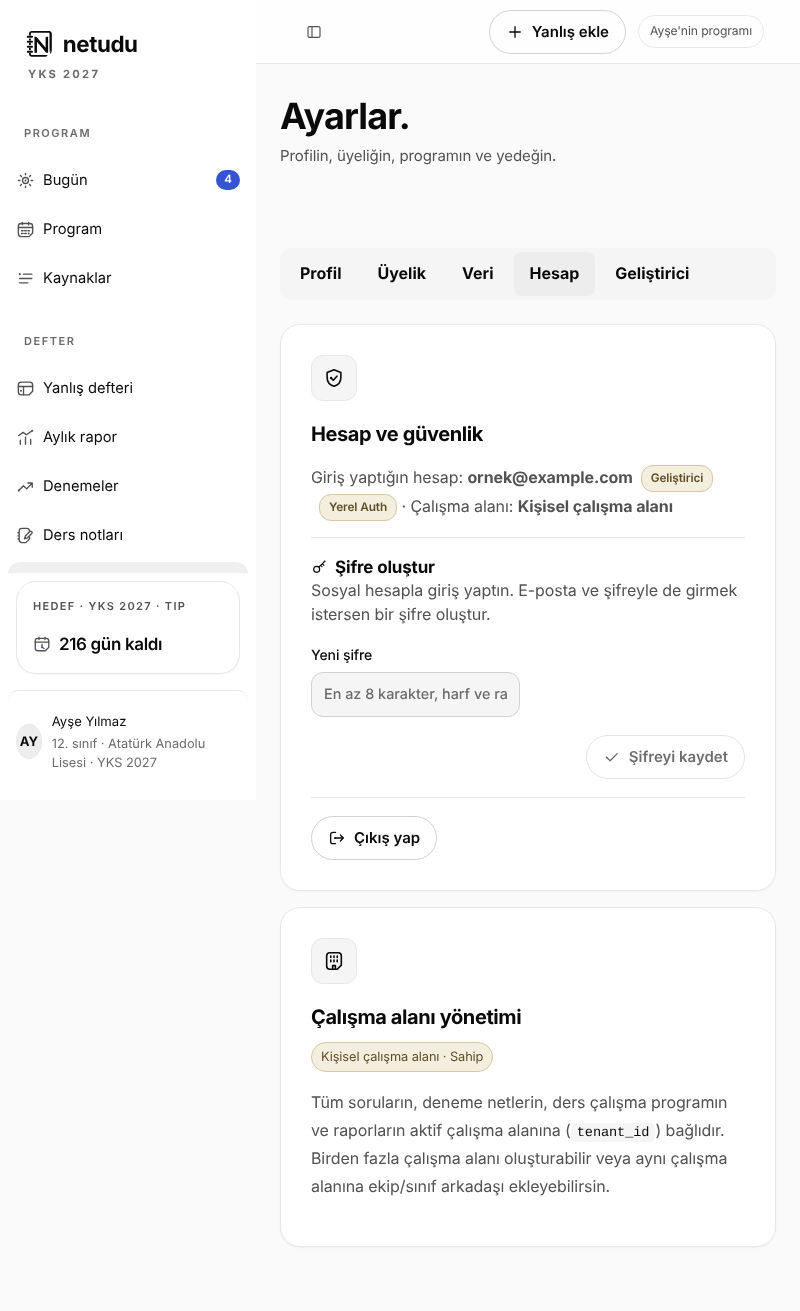 netudu
YKS 2027
PROGRAM
Bugün 4
Program
Kaynaklar
DEFTER
Yanlış defteri
Aylık rapor
Denemeler
Ders notları
HEDEF · YKS 2027 · TIP
216 gün kaldı
AY
Ayşe Yılmaz
12. sınıf · Atatürk Anadolu
Lisesi · YKS 2027
Yanlış ekle
Ayşe'nin programı
Ayarlar.
Profilin, üyeliğin, programın ve yedeğin.
Profil Üyelik Veri Hesap Geliştirici
Hesap ve güvenlik
Giriş yaptığın hesap: ornek@example.com Geliştirici
Yerel Auth · Çalışma alanı: Kişisel çalışma alanı
Şifre oluştur
Sosyal hesapla giriş yaptın. E-posta ve şifreyle de girmek
istersen bir şifre oluştur.
Yeni şifre
En az 8 karakter, harf ve ra
Şifreyi kaydet
Çıkış yap
Çalışma alanı yönetimi
Kişisel çalışma alanı · Sahip
Tüm soruların, deneme netlerin, ders çalışma programın
ve raporların aktif çalışma alanına ( tenant_id ) bağlıdır.
Birden fazla çalışma alanı oluşturabilir veya aynı çalışma
alanına ekip/sınıf arkadaşı ekleyebilirsin.